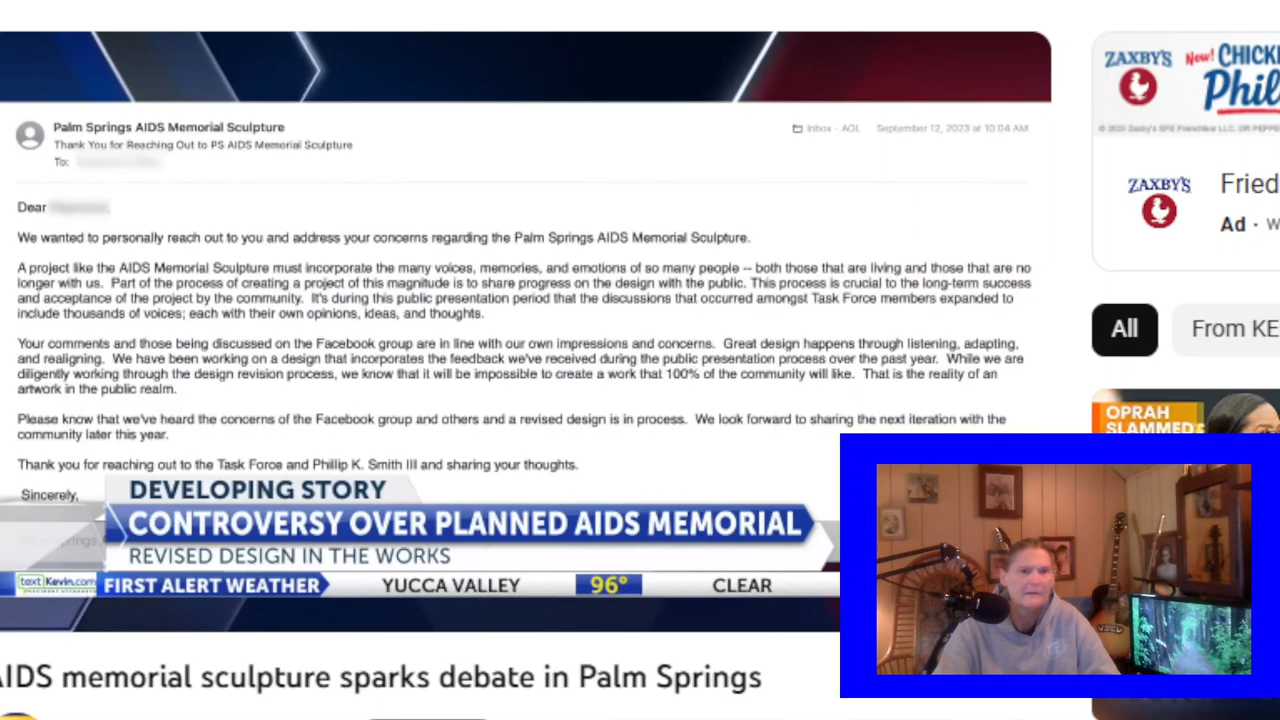 Palm Springs AIDS Memorial Sculpture
Thank You for Reaching Out to PS AIDS Memorial Sculpture
To:
Inbox - AOL September 12, 2023 at 10:04 AM
Dear
We wanted to personally reach out to you and address your concerns regarding the Palm Springs AIDS Memorial Sculpture.
A project like the AIDS Memorial Sculpture must incorporate the many voices, memories, and emotions of so many people -- both those that are living and those that are no
longer with us. Part of the process of creating a project of this magnitude is to share progress on the design with the public. This process is crucial to the long-term success
and acceptance of the project by the community. It's during this public presentation period that the discussions that occurred amongst Task Force members expanded to
include thousands of voices; each with their own opinions, ideas, and thoughts.
Your comments and those being discussed on the Facebook group are in line with our own impressions and concerns. Great design happens through listening, adapting,
and realigning. We have been working on a design that incorporates the feedback we've received during the public presentation process over the past year. While we are
diligently working through the design revision process, we know that it will be impossible to create a work that 100% of the community will like. That is the reality of an
artwork in the public realm.
Please know that we've heard the concerns of the Facebook group and others and a revised design is in process. We look forward to sharing the next iteration with the
community later this year.
Thank you for reaching out to the Task Force and Phillip K. Smith III and sharing your thoughts.
Sincerely,
DEVELOPING STORY
CONTROVERSY OVER PLANNED AIDS MEMORIAL
REVISED DESIGN IN THE WORKS
textKevin.com
FIRST ALERT WEATHER YUCCA VALLEY 96° CLEAR
AIDS memorial sculpture sparks debate in Palm Springs
ZAXBY'S
New! CHICK
Phil
ZAXBY'S
Fried
Ad ·
All
From KE
OPRAH
SLAMMED